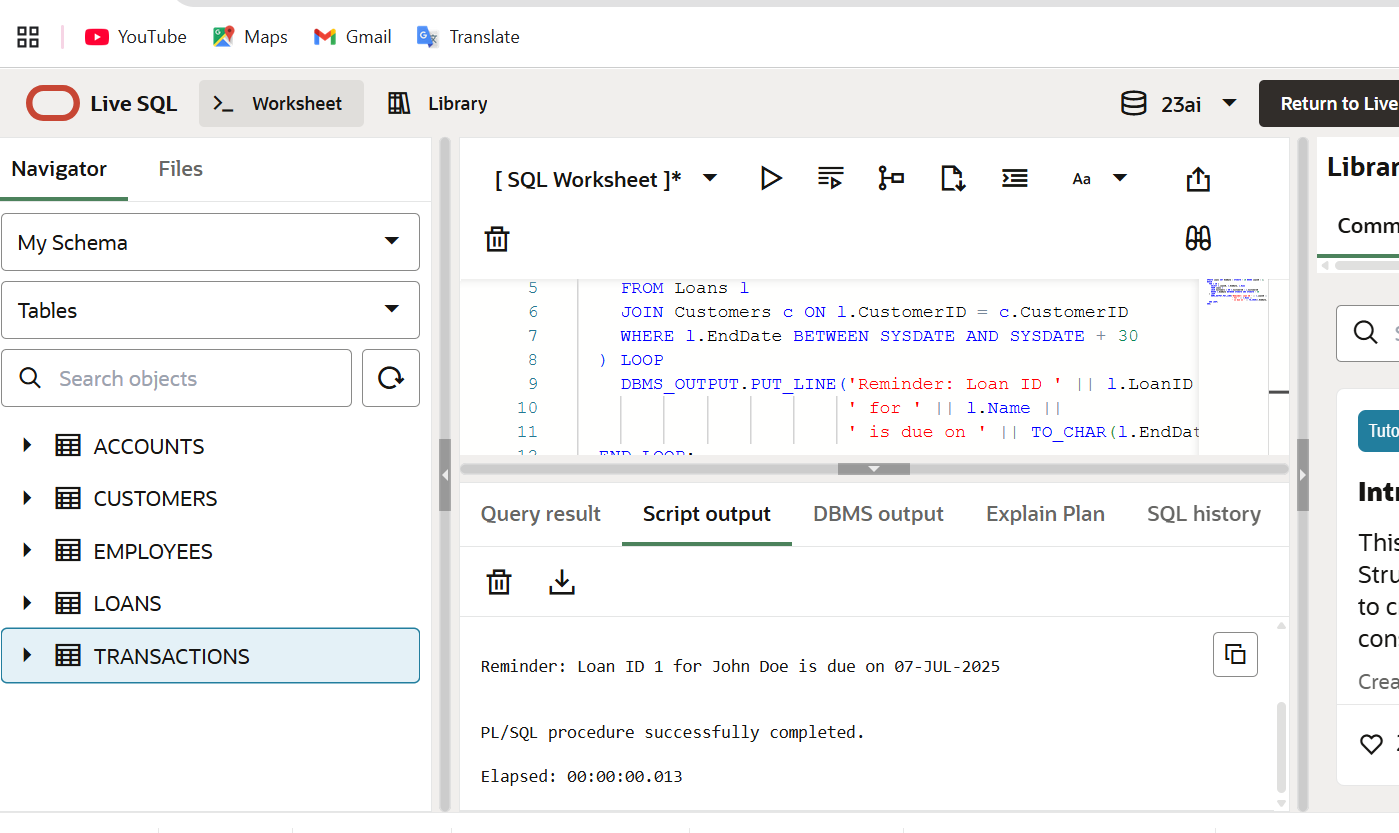 YouTube Maps Gmail Translate
Live SQL Worksheet Library 23ai Return to Live
Navigator Files
My Schema
Tables
Search objects
ACCOUNTS
CUSTOMERS
EMPLOYEES
LOANS
TRANSACTIONS
[ SQL Worksheet ]* Aa
5 FROM Loans l
6 JOIN Customers c ON l.CustomerID = c.CustomerID
7 WHERE l.EndDate BETWEEN SYSDATE AND SYSDATE + 30
8 ) LOOP
9 DBMS_OUTPUT.PUT_LINE('Reminder: Loan ID ' || l.LoanID
10 ' for ' || l.Name ||
11 ' is due on ' || TO_CHAR(l.EndDat
12 END LOOP;
Query result Script output DBMS output Explain Plan SQL history
Reminder: Loan ID 1 for John Doe is due on 07-JUL-2025
PL/SQL procedure successfully completed.
Elapsed: 00:00:00.013
Librar
Comm
Tuto
Intr
This
Stru
to c
con
Crea